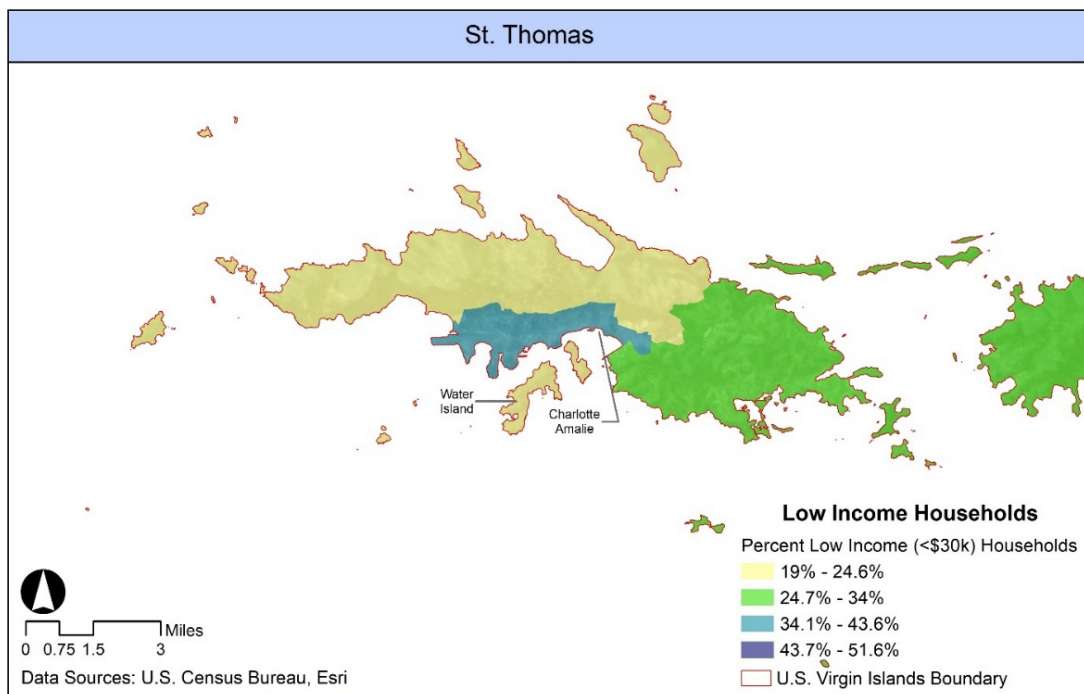 St. Thomas
Water
Island
Charlotte
Amalie
Low Income Households
Percent Low Income (<$30k) Households
19% - 24.6%
24.7% - 34%
34.1% - 43.6%
43.7% - 51.6%
U.S. Virgin Islands Boundary
Miles
0 0.75 1.5 3
Data Sources: U.S. Census Bureau, Esri